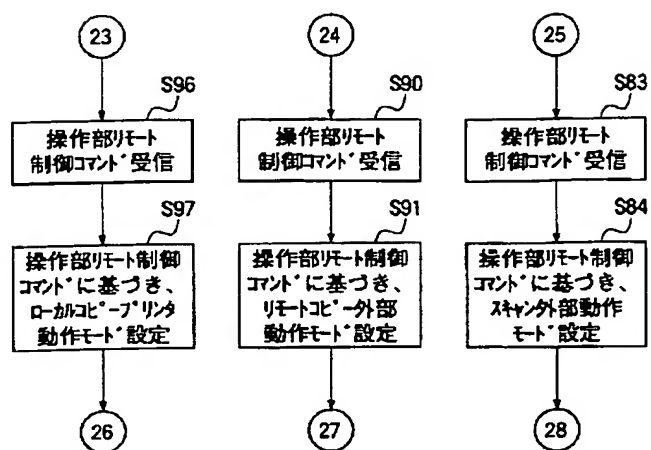 23
24
25
S96
操作部リモート
制御コマンド受信
S90
操作部リモート
制御コマンド受信
S83
操作部リモート
制御コマンド受信
S97
操作部リモート制御
コマンドに基づき、
ローカルコピープリンタ
動作モード設定
S91
操作部リモート制御
コマンドに基づき、
リモートコピー外部
動作モード設定
S84
操作部リモート制御
コマンドに基づき、
スキャン外部動作
モード設定
26
27
28